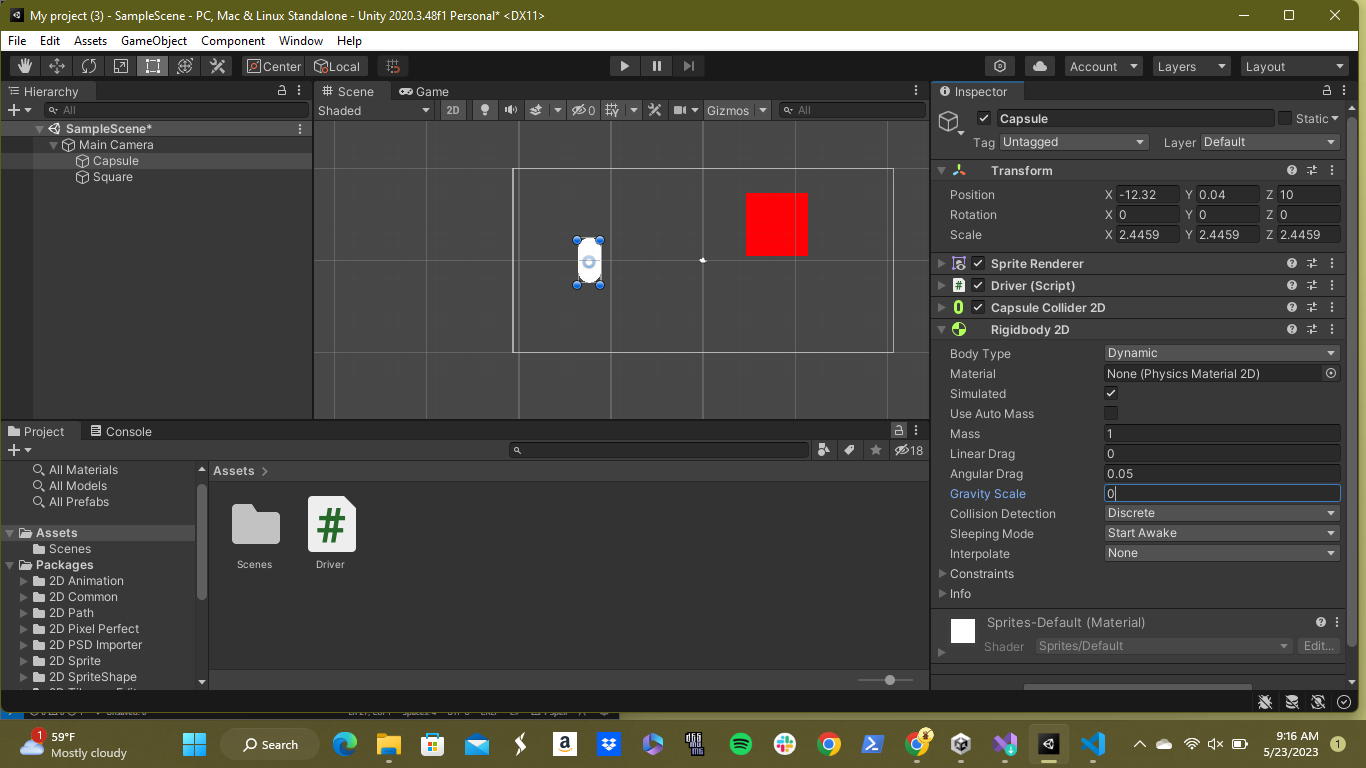 My project (3) - SampleScene - PC, Mac & Linux Standalone - Unity 2020.3.48f1 Personal* <DX11>
File Edit Assets GameObject Component Window Help
Center Local Account Layers Layout
Hierarchy
All
SampleScene*
Main Camera
Capsule
Square
Scene Game
Shaded 2D 0 Gizmos All
Inspector
Capsule Static
Tag Untagged Layer Default
Transform
Position X -12.32 Y 0.04 Z 10
Rotation X 0 Y 0 Z 0
Scale X 2.4459 Y 2.4459 Z 2.4459
Sprite Renderer
# Driver (Script)
Capsule Collider 2D
Rigidbody 2D
Body Type Dynamic
Material None (Physics Material 2D)
Simulated
Use Auto Mass
Mass 1
Linear Drag 0
Angular Drag 0.05
Gravity Scale 0
Collision Detection Discrete
Sleeping Mode Start Awake
Interpolate None
Constraints
Info
Sprites-Default (Material)
Shader Sprites/Default Edit...
Project Console
18
All Materials
All Models
All Prefabs
Assets
Scenes
Packages
2D Animation
2D Common
2D Path
2D Pixel Perfect
2D PSD Importer
2D Sprite
2D SpriteShape
Assets
#
Scenes Driver
1
59°F
Mostly cloudy
Search
a
9:16 AM
5/23/2023
1